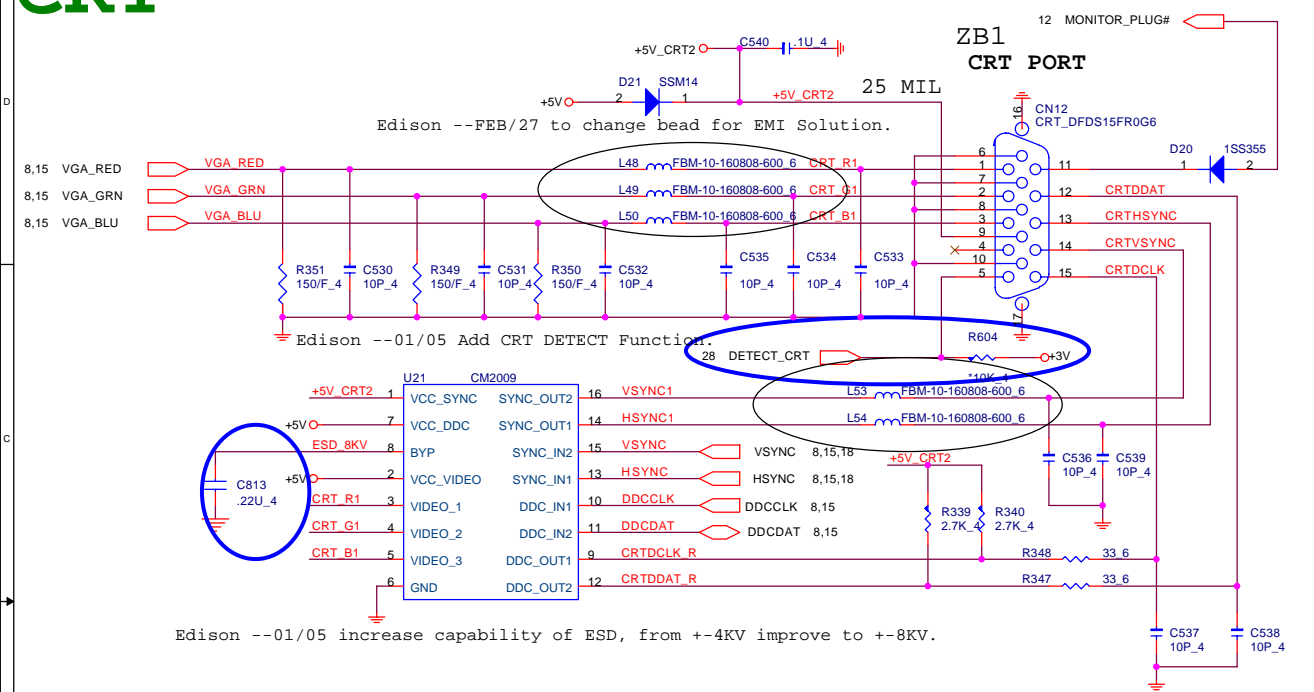 CRT
12 MONITOR_PLUG#
ZB1
CRT PORT
+5V_CRT2
C540
.1U_4
D21
SSM14
+5V
2
1
+5V_CRT2
25 MIL
16
CN12
CRT_DFDS15FR0G6
D
Edison --FEB/27 to change bead for EMI Solution.
8,15 VGA_RED
VGA_RED
L48
FBM-10-160808-600_6
CRT_R1
8,15 VGA_GRN
VGA_GRN
L49
FBM-10-160808-600_6
CRT_G1
8,15 VGA_BLU
VGA_BLU
L50
FBM-10-160808-600_6
CRT_B1
6
1
7
2
8
3
9
4
10
5
11
12
13
14
15
D20
1
1SS355
2
CRTDDAT
CRTHSYNC
CRTVSYNC
CRTDCLK
17
R351
150/F_4
C530
10P_4
R349
150/F_4
C531
10P_4
R350
150/F_4
C532
10P_4
C535
10P_4
C534
10P_4
C533
10P_4
Edison --01/05 Add CRT DETECT Function.
28 DETECT_CRT
R604
+3V
*10K_4
U21
CM2009
+5V_CRT2
1
VCC_SYNC
SYNC_OUT2
16
VSYNC1
L53
FBM-10-160808-600_6
+5V
7
VCC_DDC
SYNC_OUT1
14
HSYNC1
L54
FBM-10-160808-600_6
C
ESD_8KV
8
BYP
SYNC_IN2
15
VSYNC
VSYNC 8,15,18
+5V
2
VCC_VIDEO
SYNC_IN1
13
HSYNC
HSYNC 8,15,18
CRT_R1
3
VIDEO_1
DDC_IN1
10
DDCCLK
DDCCLK 8,15
CRT_G1
4
VIDEO_2
DDC_IN2
11
DDCDAT
DDCDAT 8,15
CRT_B1
5
VIDEO_3
DDC_OUT1
9
CRTDCLK_R
6
GND
DDC_OUT2
12
CRTDDAT_R
C813
.22U_4
+5V_CRT2
R339
2.7K_4
R340
2.7K_4
C536
10P_4
C539
10P_4
R348
33_6
R347
33_6
C537
10P_4
C538
10P_4
Edison --01/05 increase capability of ESD, from +-4KV improve to +-8KV.